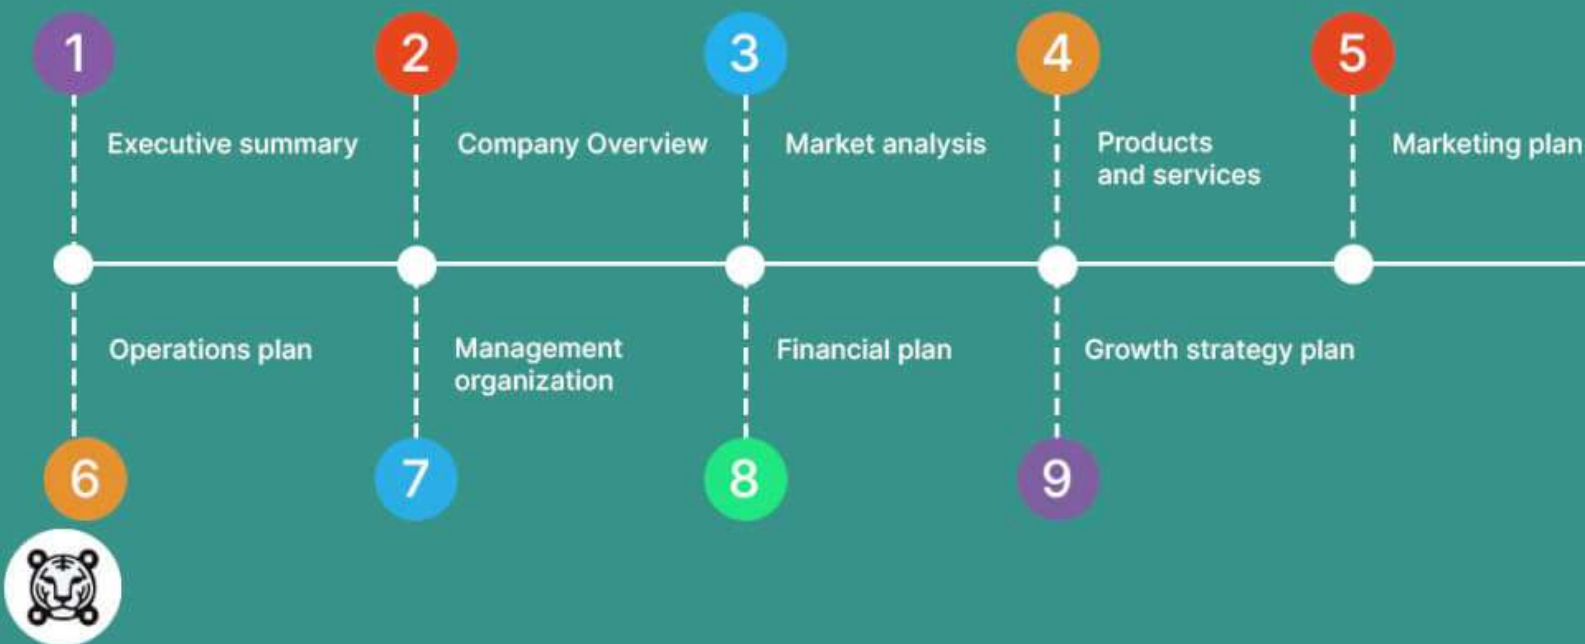 1
Executive summary
2
Company Overview
3
Market analysis
4
Products
and services
5
Marketing plan
6
Operations plan
7
Management
organization
8
Financial plan
9
Growth strategy plan